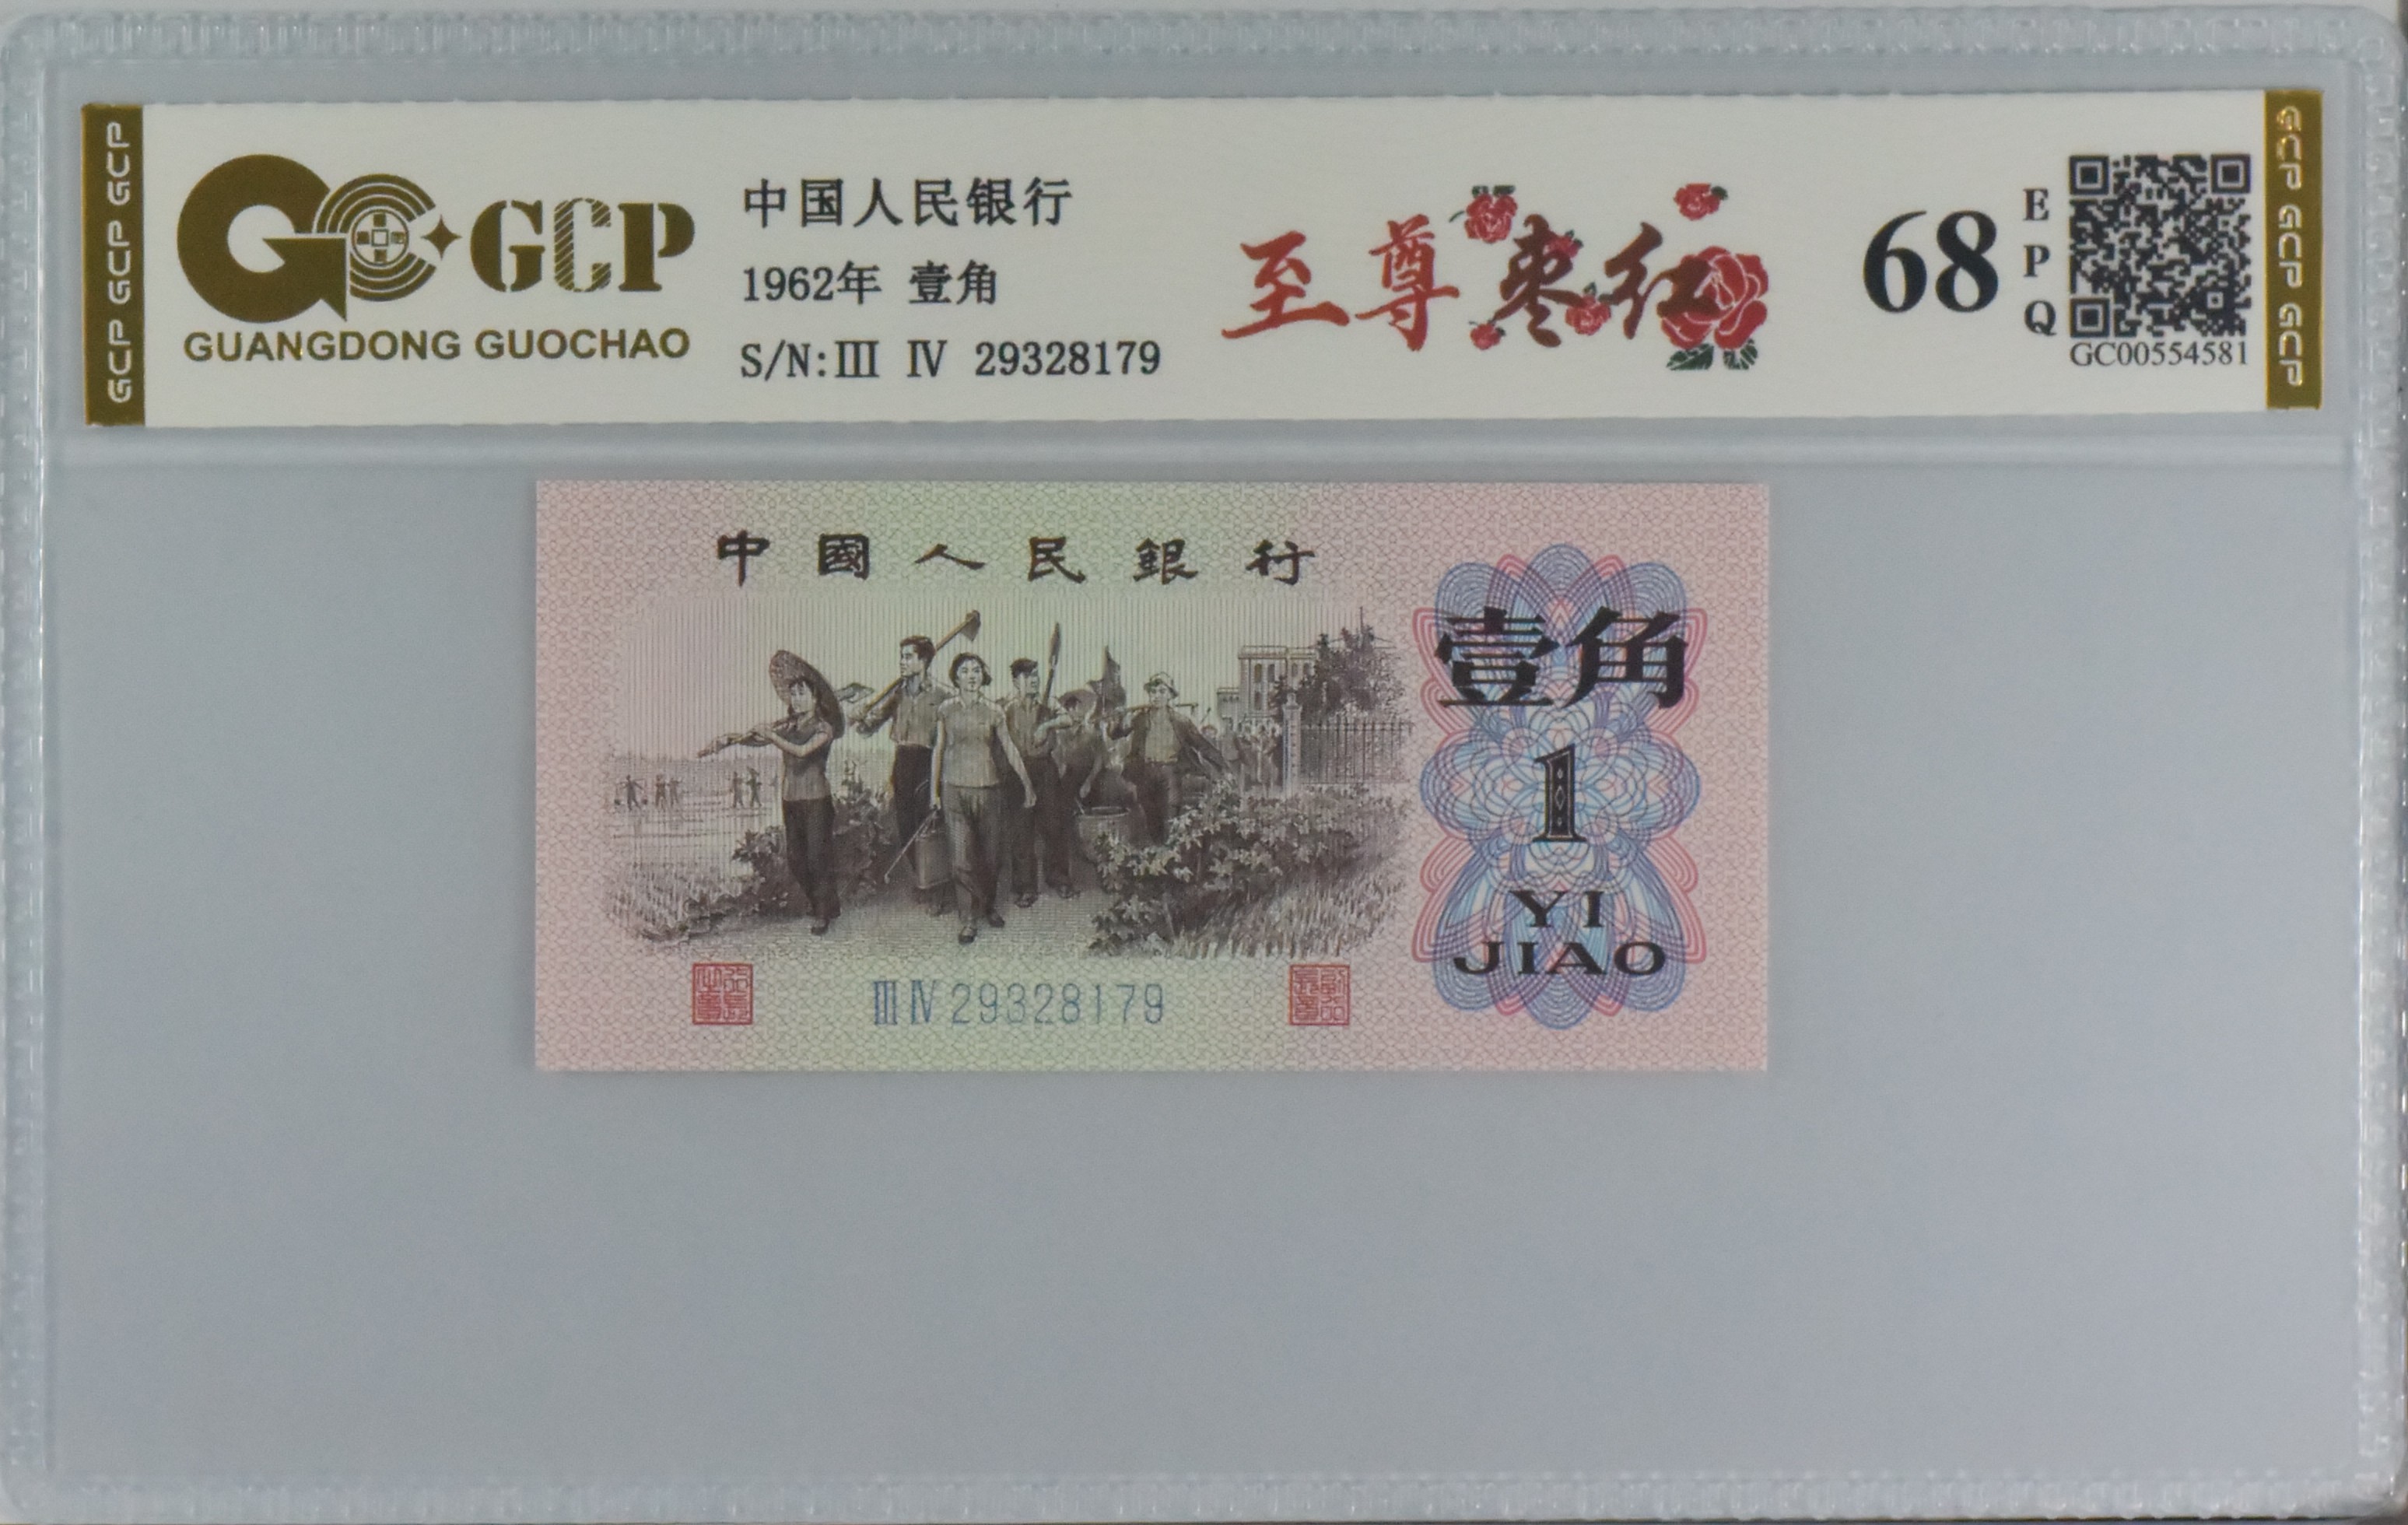 GCP GCP GCP
GCP
GUANGDONG GUOCHAO
中国人民银行
1962年 壹角
S/N:Ⅲ Ⅳ 29328179
至尊枣红
68
EPQ
GC00554581
GCP GCP GCP
中國人民銀行
壹角
1
YI
JIAO
ⅢⅣ 29328179